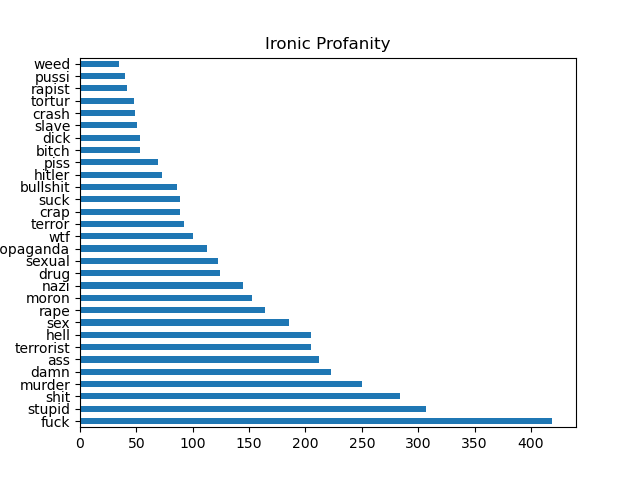 Ironic Profanity
weed
pussi
rapist
tortur
crash
slave
dick
bitch
piss
hitler
bullshit
suck
crap
terror
wtf
opaganda
sexual
drug
nazi
moron
rape
sex
hell
terrorist
ass
damn
murder
shit
stupid
fuck
0 50 100 150 200 250 300 350 400